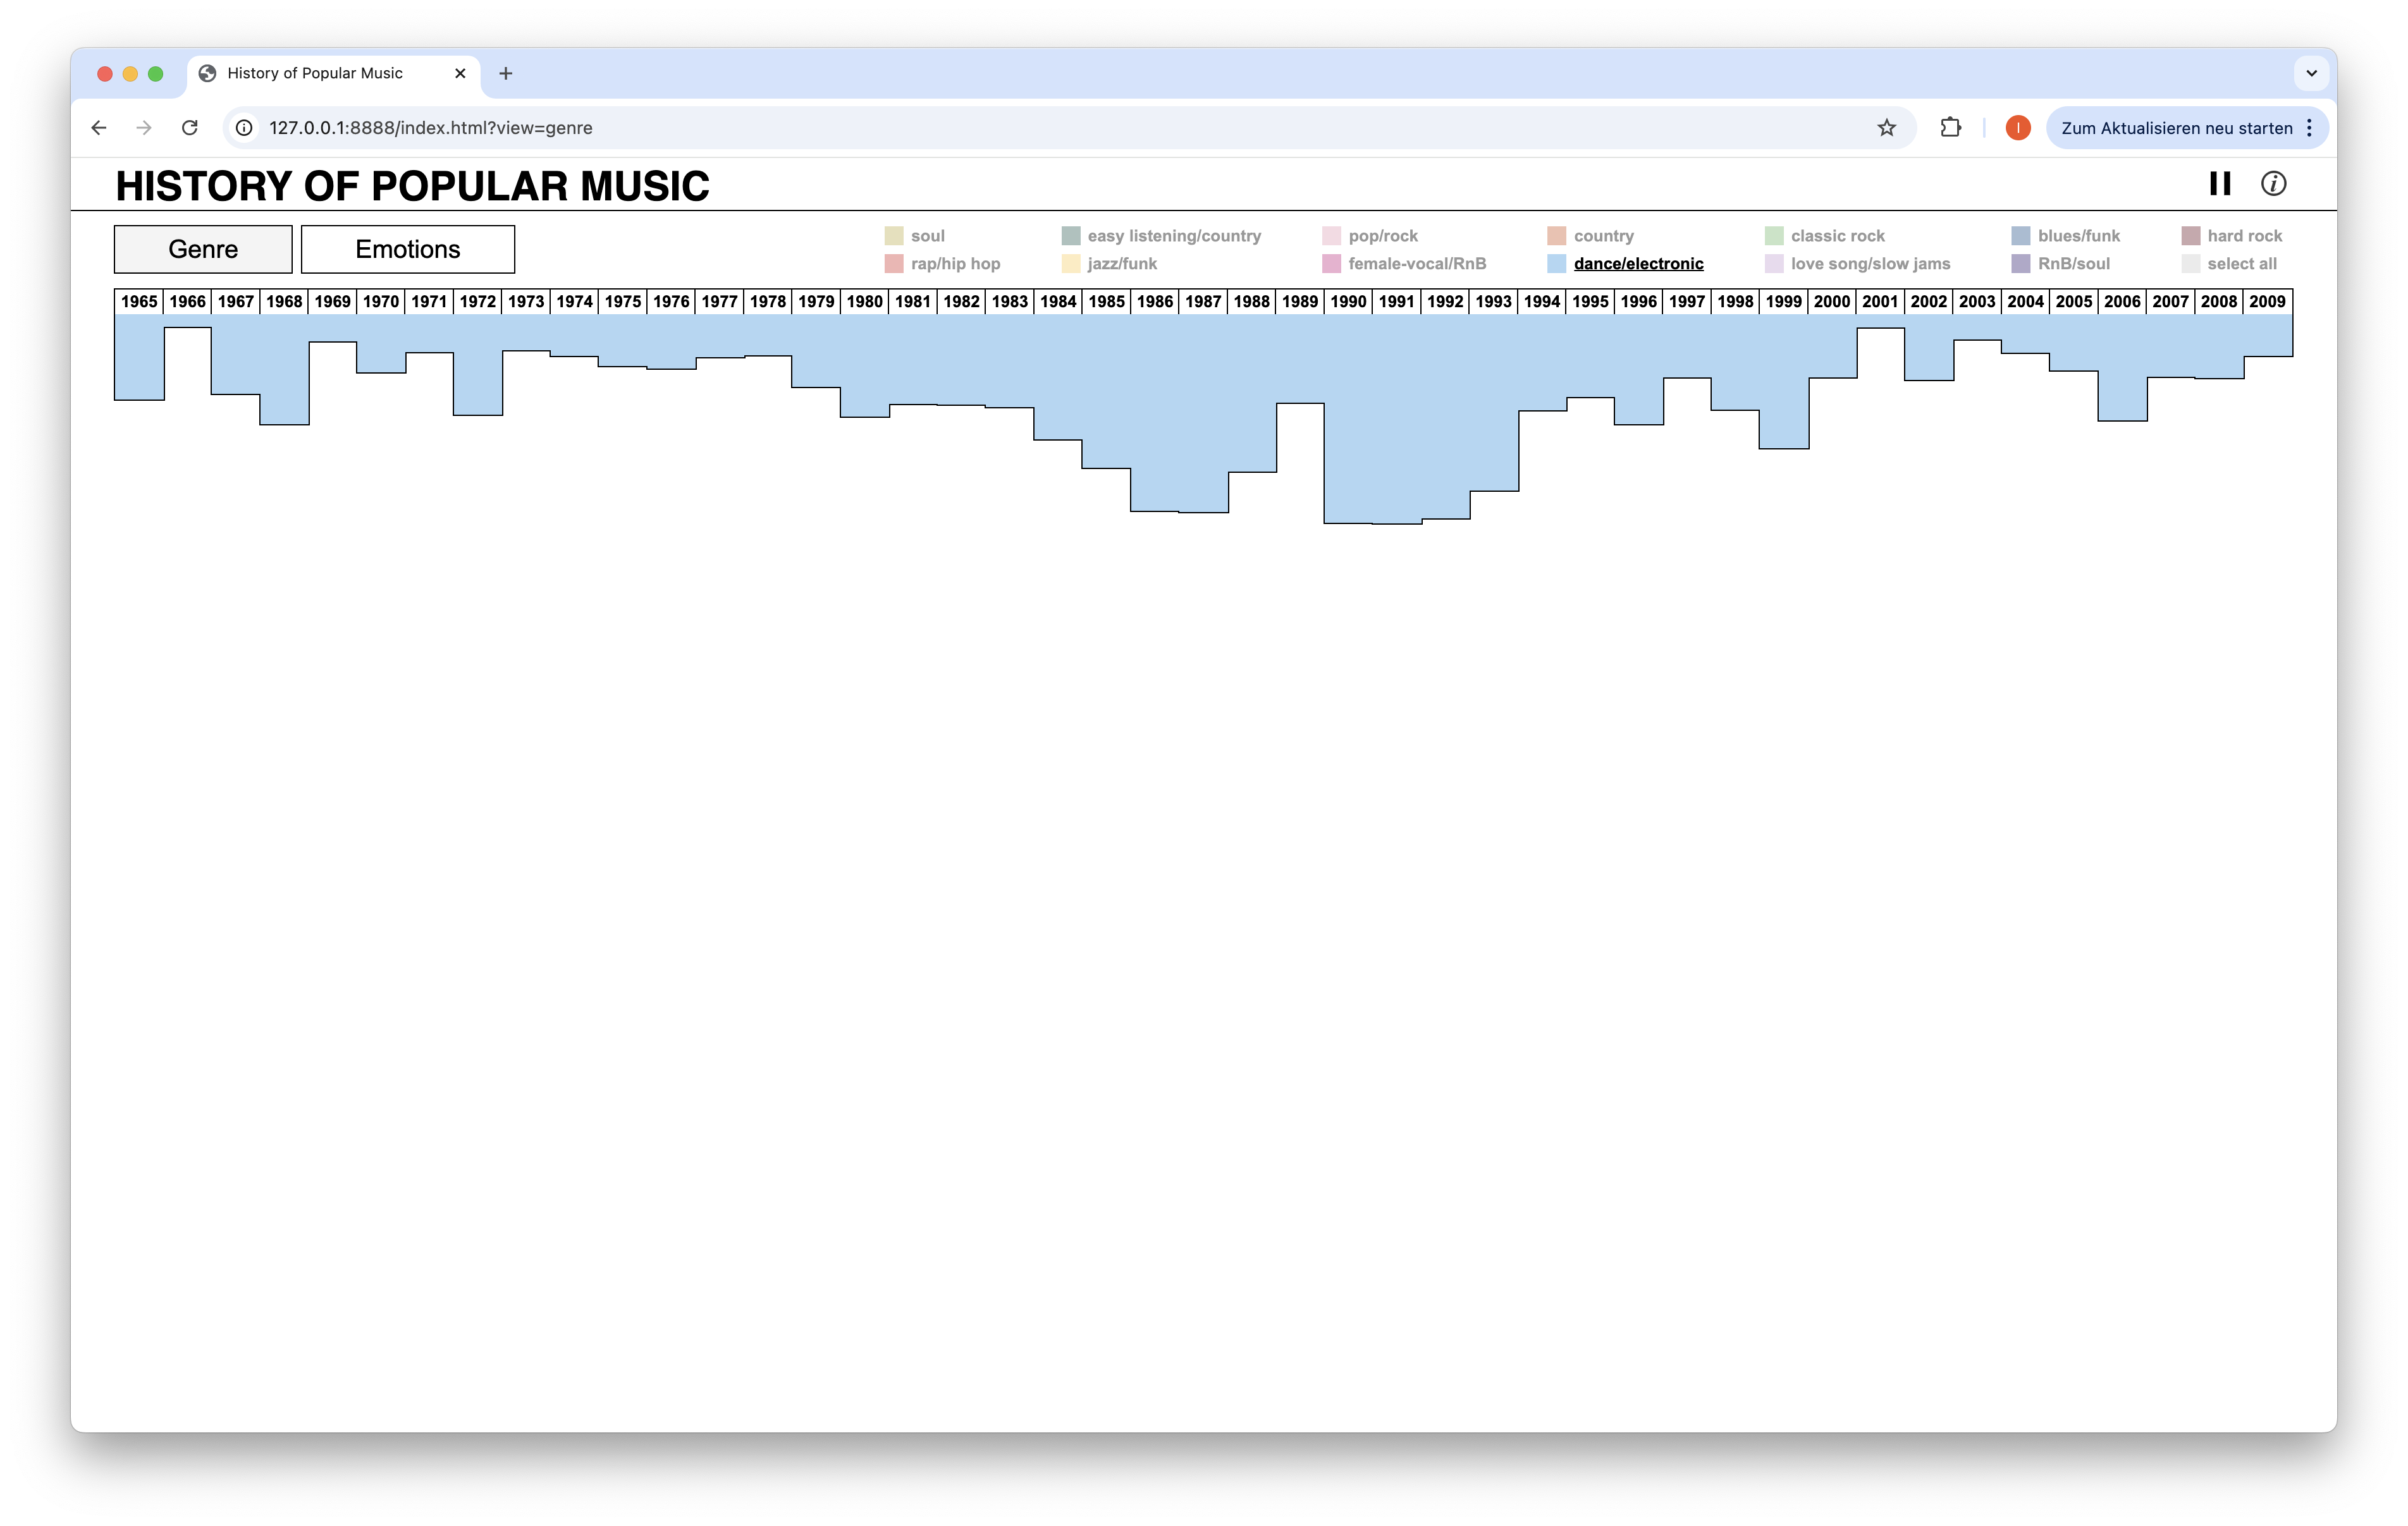 History of Popular Music
127.0.0.1:8888/index.html?view=genre
I
Zum Aktualisieren neu starten
HISTORY OF POPULAR MUSIC
Genre Emotions
soul easy listening/country pop/rock country classic rock blues/funk hard rock
rap/hip hop jazz/funk female-vocal/RnB dance/electronic love song/slow jams RnB/soul select all
1965 1966 1967 1968 1969 1970 1971 1972 1973 1974 1975 1976 1977 1978 1979 1980 1981 1982 1983 1984 1985 1986 1987 1988 1989 1990 1991 1992 1993 1994 1995 1996 1997 1998 1999 2000 2001 2002 2003 2004 2005 2006 2007 2008 2009